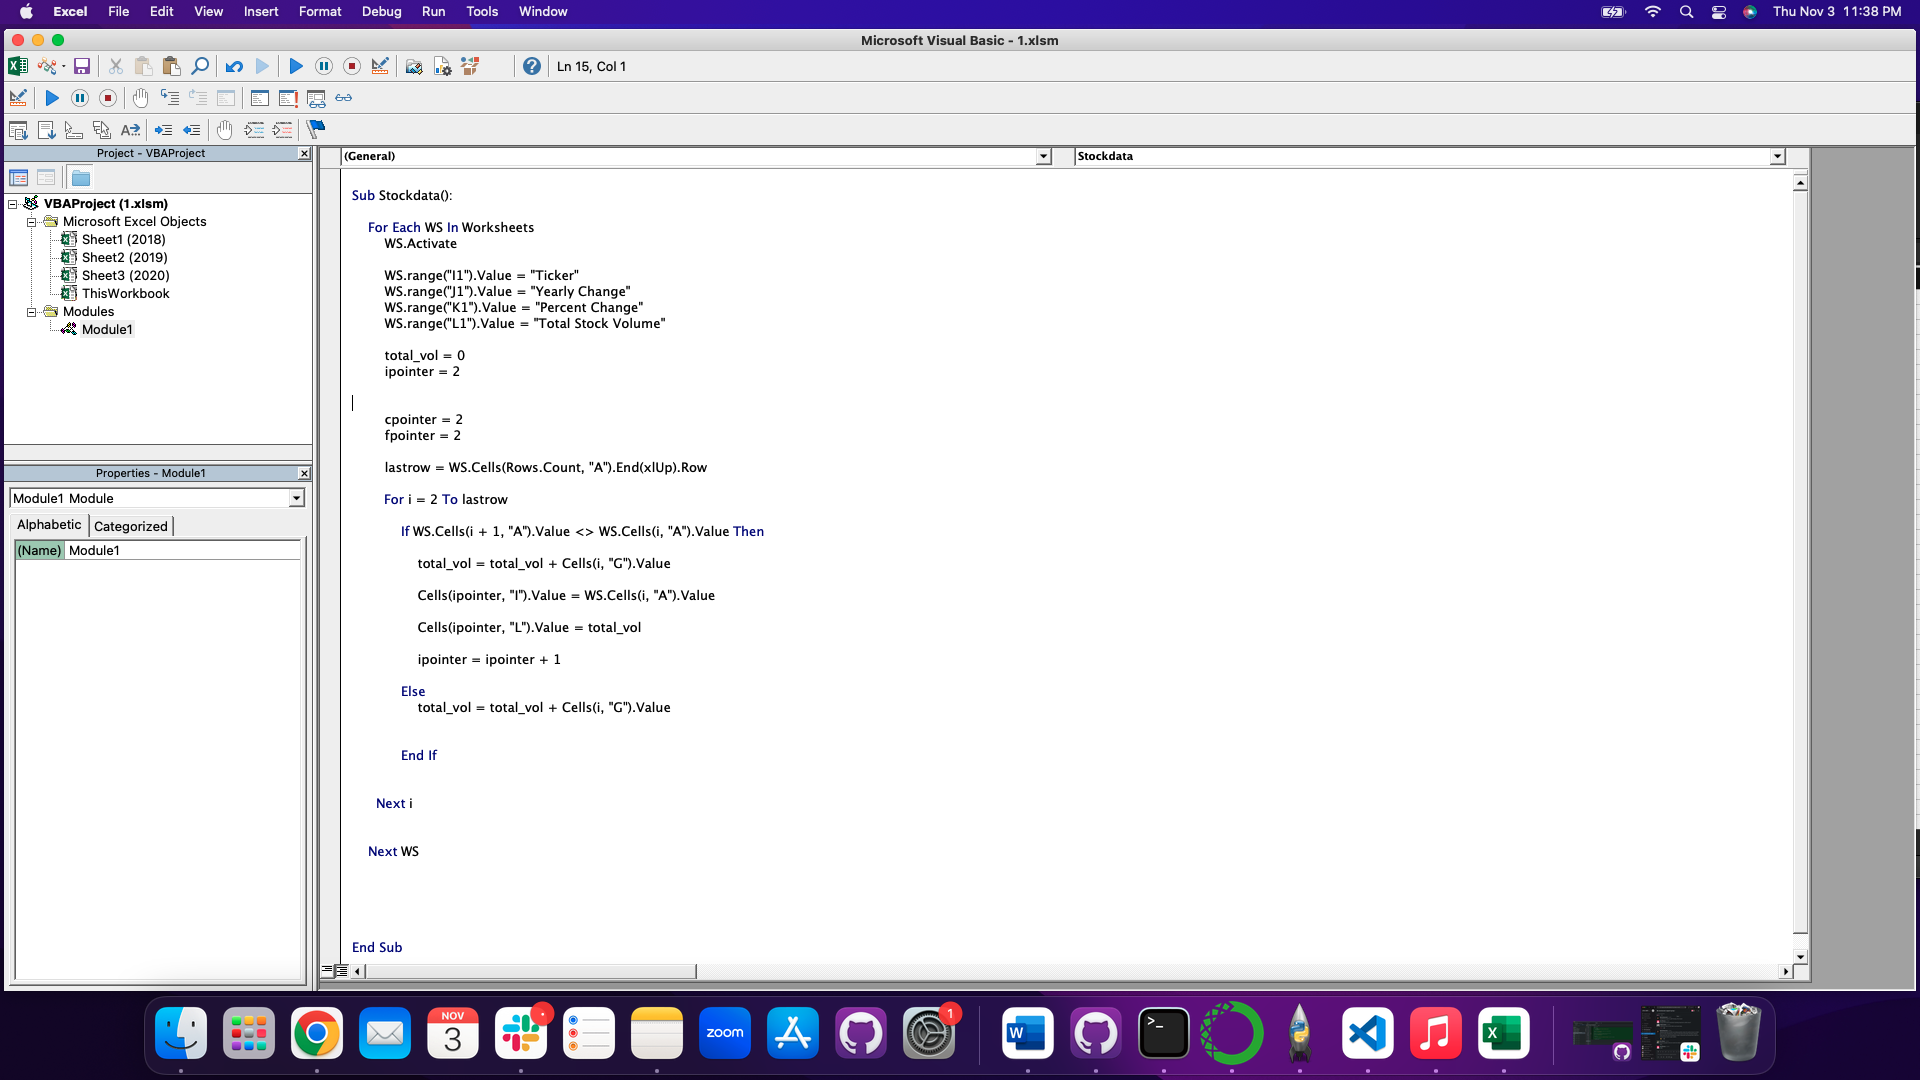 Excel File Edit View Insert Format Debug Run Tools Window Thu Nov 3 11:38 PM
Microsoft Visual Basic - 1.xlsm
Ln 15, Col 1
Project - VBAProject
VBAProject (1.xlsm)
Microsoft Excel Objects
Sheet1 (2018)
Sheet2 (2019)
Sheet3 (2020)
ThisWorkbook
Modules
Module1
Properties - Module1
Module1 Module
Alphabetic Categorized
(Name) Module1
(General) Stockdata
Sub Stockdata():
For Each WS In Worksheets
WS.Activate
WS.range("I1").Value = "Ticker"
WS.range("J1").Value = "Yearly Change"
WS.range("K1").Value = "Percent Change"
WS.range("L1").Value = "Total Stock Volume"
total_vol = 0
ipointer = 2
cpointer = 2
fpointer = 2
lastrow = WS.Cells(Rows.Count, "A").End(xlUp).Row
For i = 2 To lastrow
If WS.Cells(i + 1, "A").Value <> WS.Cells(i, "A").Value Then
total_vol = total_vol + Cells(i, "G").Value
Cells(ipointer, "I").Value = WS.Cells(i, "A").Value
Cells(ipointer, "L").Value = total_vol
ipointer = ipointer + 1
Else
total_vol = total_vol + Cells(i, "G").Value
End If
Next i
Next WS
End Sub
NOV
3
zoom
1
W
>_
X